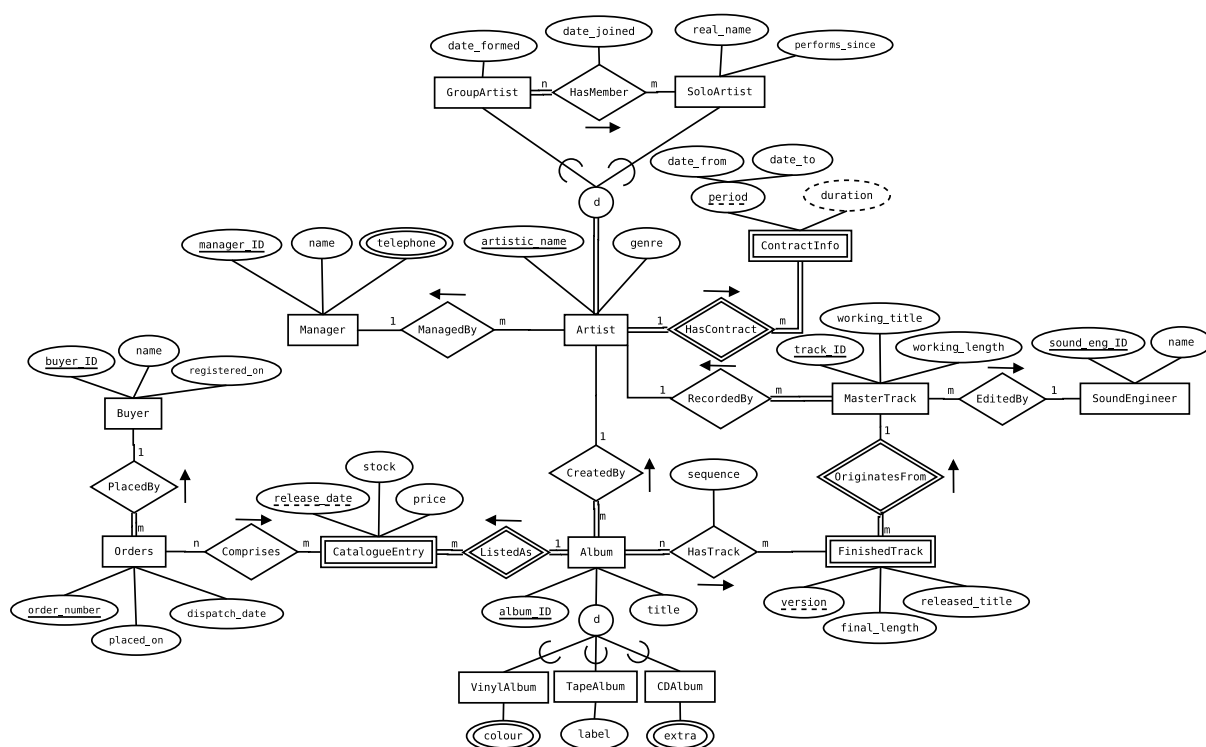 real_name
date_joined
date_formed
performs_since
n
m
GroupArtist
HasMember
SoloArtist
date_from
date_to
period
duration
d
manager_ID
name
telephone
artistic_name
genre
ContractInfo
Manager
1
ManagedBy
m
Artist
1
HasContract
m
working_title
buyer_ID
name
registered_on
track_ID
working_length
sound_eng_ID
name
Buyer
1
RecordedBy
m
MasterTrack
m
EditedBy
1
SoundEngineer
1
1
1
PlacedBy
stock
CreatedBy
sequence
OriginatesFrom
release_date
price
m
m
m
Orders
n
Comprises
m
CatalogueEntry
m
ListedAs
1
Album
n
HasTrack
m
FinishedTrack
order_number
dispatch_date
placed_on
album_ID
d
title
version
released_title
final_length
VinylAlbum
TapeAlbum
CDAlbum
colour
label
extra